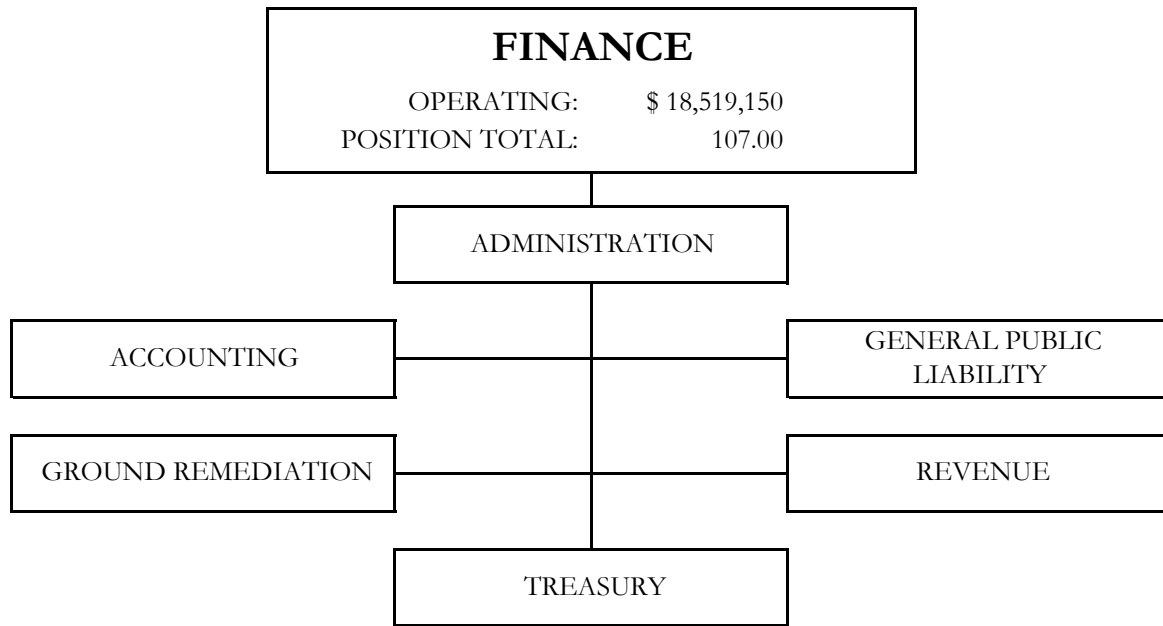 FINANCE
OPERATING: $ 18,519,150
POSITION TOTAL: 107.00
ADMINISTRATION
ACCOUNTING
GENERAL PUBLIC
LIABILITY
GROUND REMEDIATION
REVENUE
TREASURY